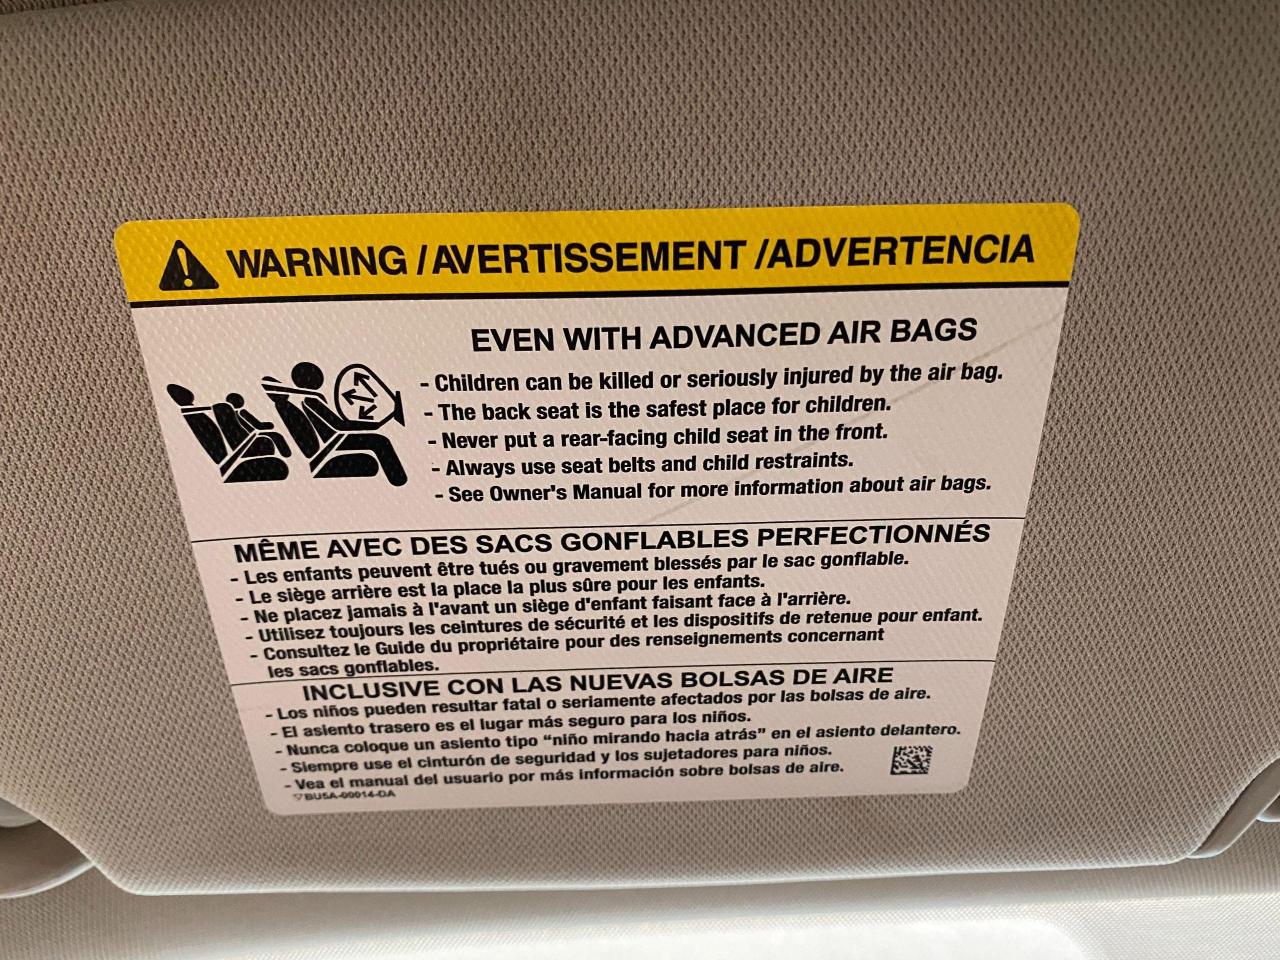 WARNING / AVERTISSEMENT / ADVERTENCIA
EVEN WITH ADVANCED AIR BAGS
- Children can be killed or seriously injured by the air bag.
- The back seat is the safest place for children.
- Never put a rear-facing child seat in the front.
- Always use seat belts and child restraints.
- See Owner's Manual for more information about air bags.
MÊME AVEC DES SACS GONFLABLES PERFECTIONNÉS
- Les enfants peuvent être tués ou gravement blessés par le sac gonflable.
- Le siège arrière est la place la plus sûre pour les enfants.
- Ne placez jamais à l'avant un siège d'enfant faisant face à l'arrière.
- Utilisez toujours les ceintures de sécurité et les dispositifs de retenue pour enfant.
- Consultez le Guide du propriétaire pour des renseignements concernant
les sacs gonflables.
INCLUSIVE CON LAS NUEVAS BOLSAS DE AIRE
- Los niños pueden resultar fatal o seriamente afectados por las bolsas de aire.
- El asiento trasero es el lugar más seguro para los niños.
- Nunca coloque un asiento tipo “niño mirando hacia atrás” en el asiento delantero.
- Siempre use el cinturón de seguridad y los sujetadores para niños.
- Vea el manual del usuario por más información sobre bolsas de aire.
BU5A-00014-DA